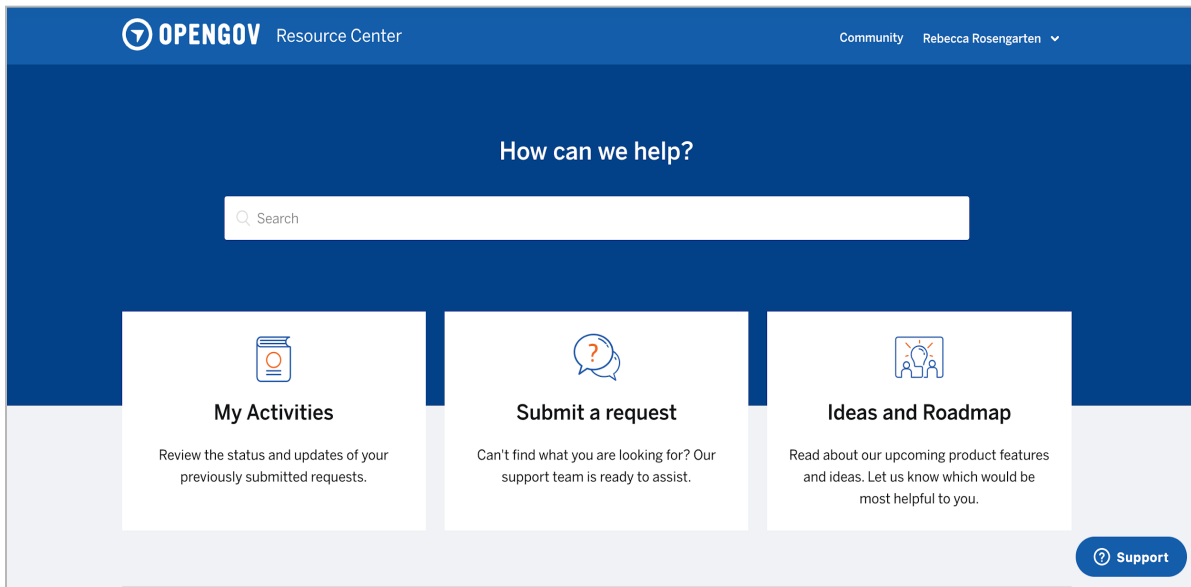 OPENGOV Resource Center
Community Rebecca Rosengarten
How can we help?
Search
?
My Activities
Review the status and updates of your
previously submitted requests.
Submit a request
Can't find what you are looking for? Our
support team is ready to assist.
Ideas and Roadmap
Read about our upcoming product features
and ideas. Let us know which would be
most helpful to you.
? Support